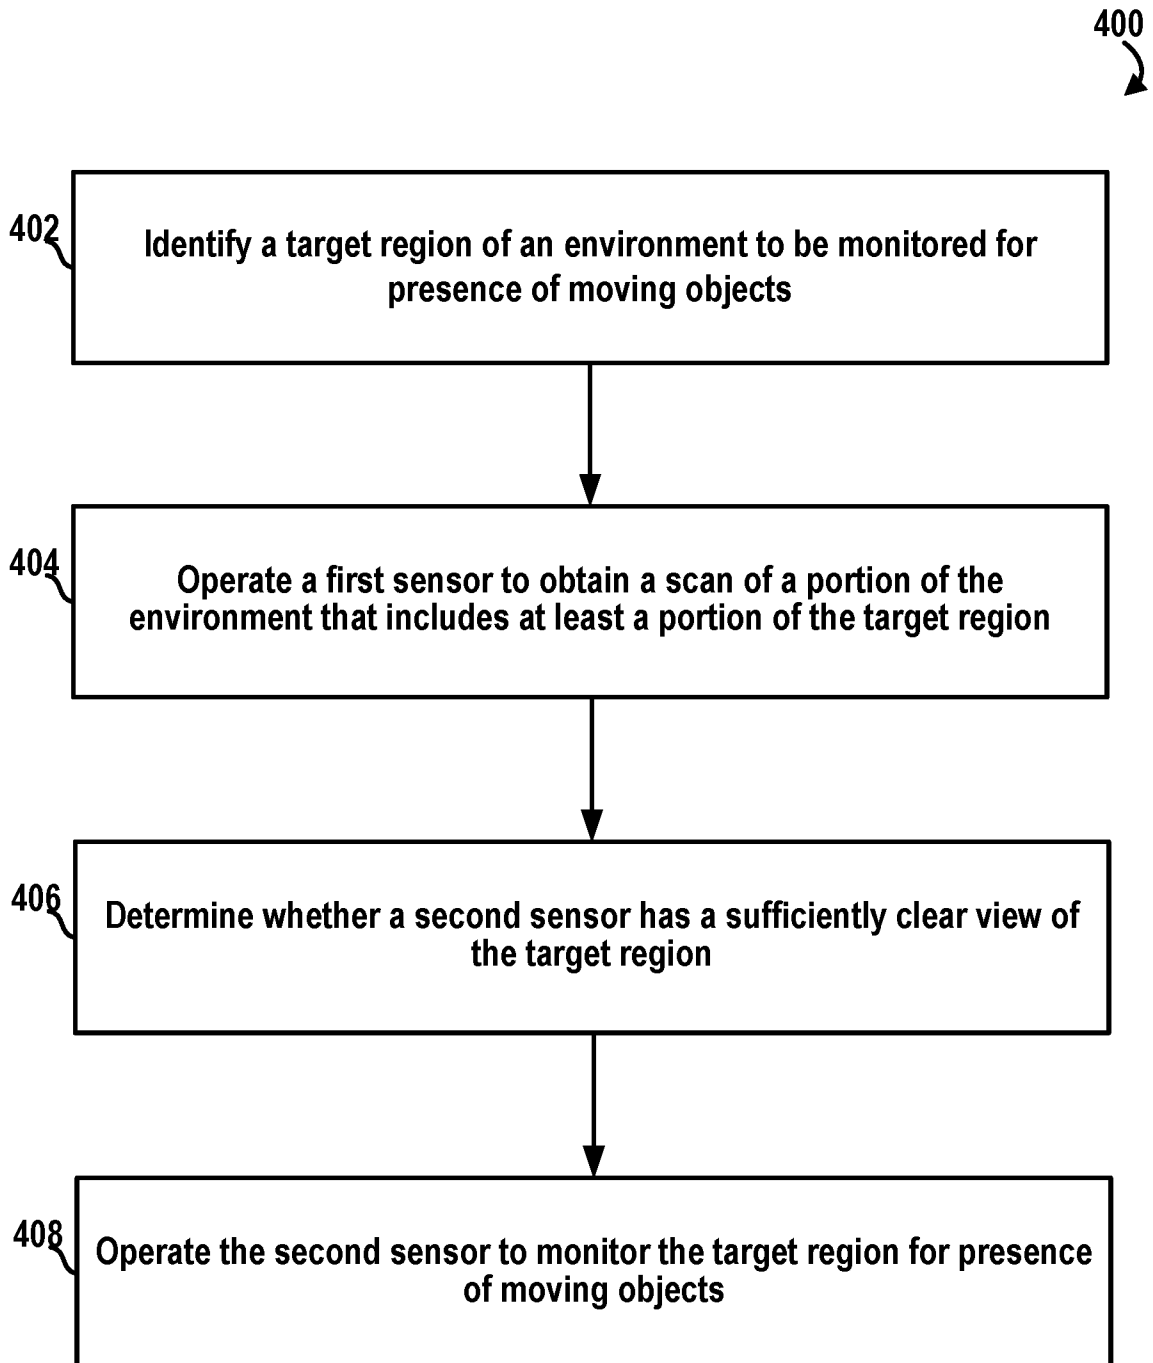 400
402
Identify a target region of an environment to be monitored for
presence of moving objects
404
Operate a first sensor to obtain a scan of a portion of the
environment that includes at least a portion of the target region
406
Determine whether a second sensor has a sufficiently clear view of
the target region
408
Operate the second sensor to monitor the target region for presence
of moving objects